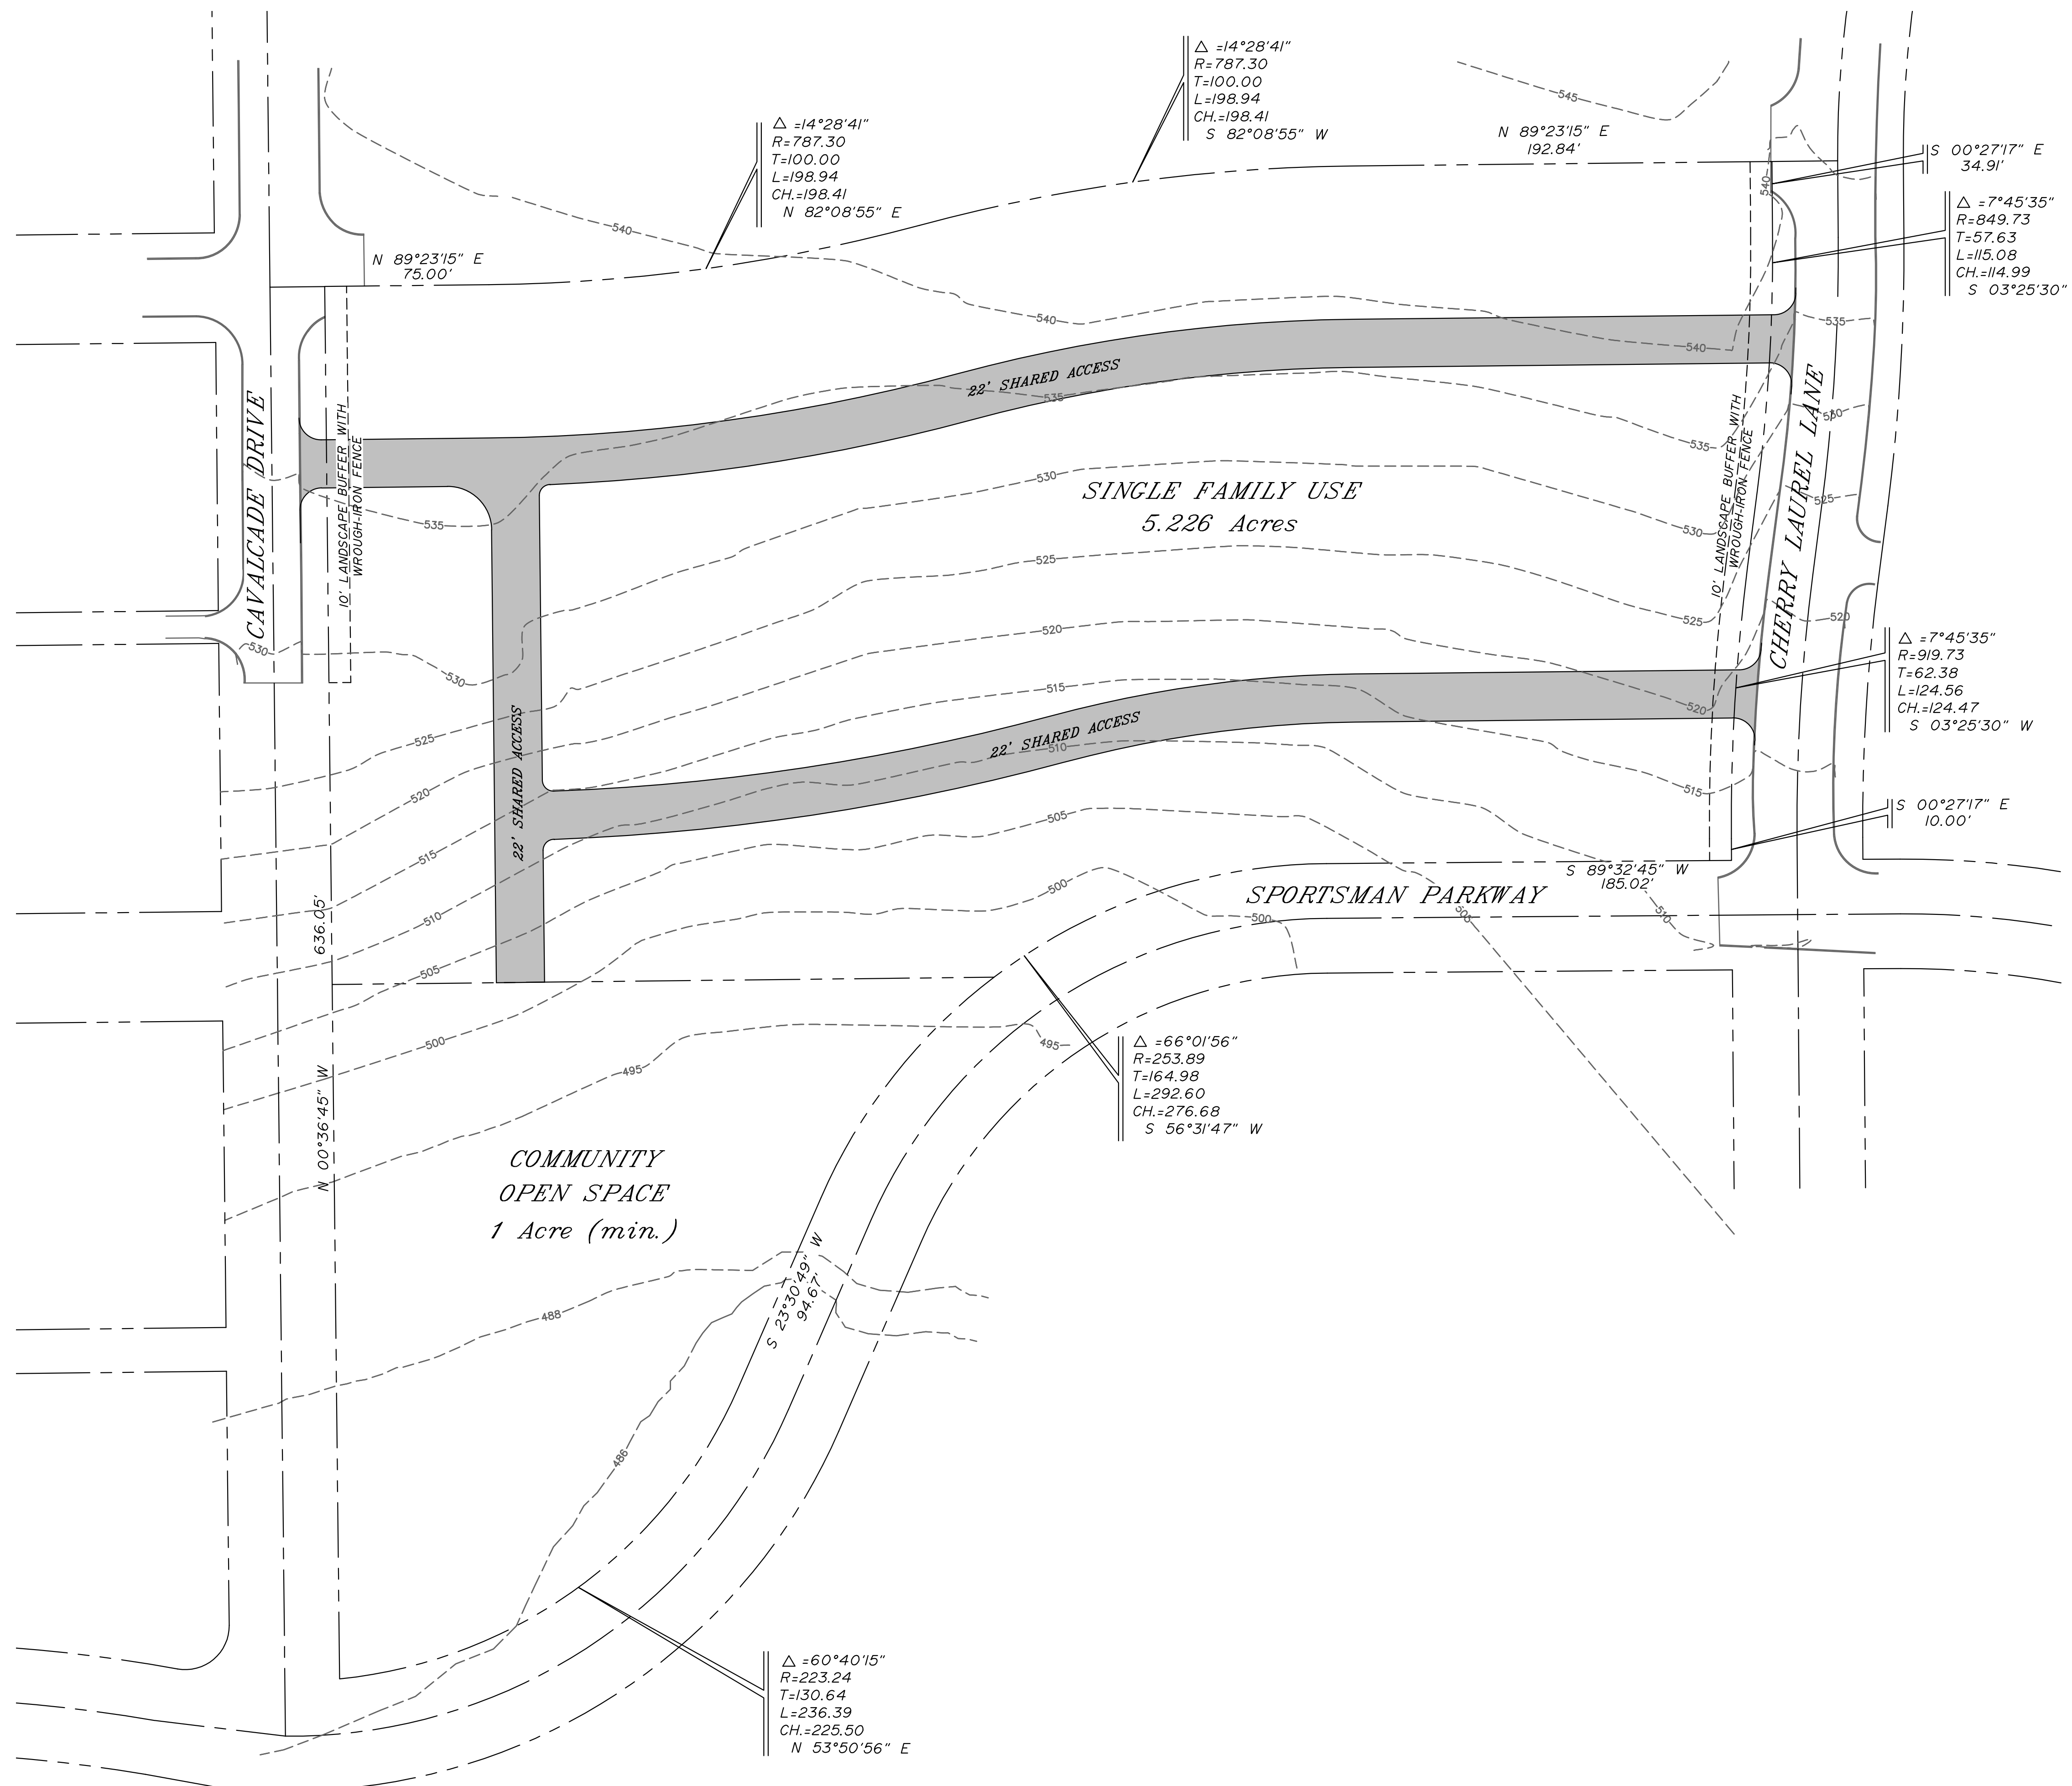 △ =14°28'41"
R=787.30
T=100.00
L=198.94
CH.=198.41
S 82°08'55" W
545
△ =14°28'41"
R=787.30
T=100.00
L=198.94
CH.=198.41
N 82°08'55" E
N 89°23'15" E
192.84'
S 00°27'17" E
34.91'
540
△ =7°45'35"
R=849.73
T=57.63
L=115.08
CH.=114.99
S 03°25'30"
540
N 89°23'15" E
75.00'
540
535
540
22' SHARED ACCESS
535
530
535
CAVALCADE DRIVE
10' LANDSCAPE BUFFER WITH
WROUGH-IRON FENCE
10' LANDSCAPE BUFFER WITH
WROUGH-IRON FENCE
CHERRY LAUREL LANE
530
SINGLE FAMILY USE
5.226 Acres
525
535
530
525
525
520
520
530
530
515
520
△ =7°45'35"
R=919.73
T=62.38
L=124.56
CH.=124.47
S 03°25'30" W
22' SHARED ACCESS
510
525
22' SHARED ACCESS
520
515
505
515
S 00°27'17" E
10.00'
S 89°32'45" W
185.02'
500
SPORTSMAN PARKWAY
500
505
510
510
636.05'
505
500
495
495
△ =66°01'56"
R=253.89
T=164.98
L=292.60
CH.=276.68
S 56°31'47" W
N 00°36'45" W
COMMUNITY
OPEN SPACE
1 Acre (min.)
S 23°30'49" W
94.67'
488
486
△ =60°40'15"
R=223.24
T=130.64
L=236.39
CH.=225.50
N 53°50'56" E